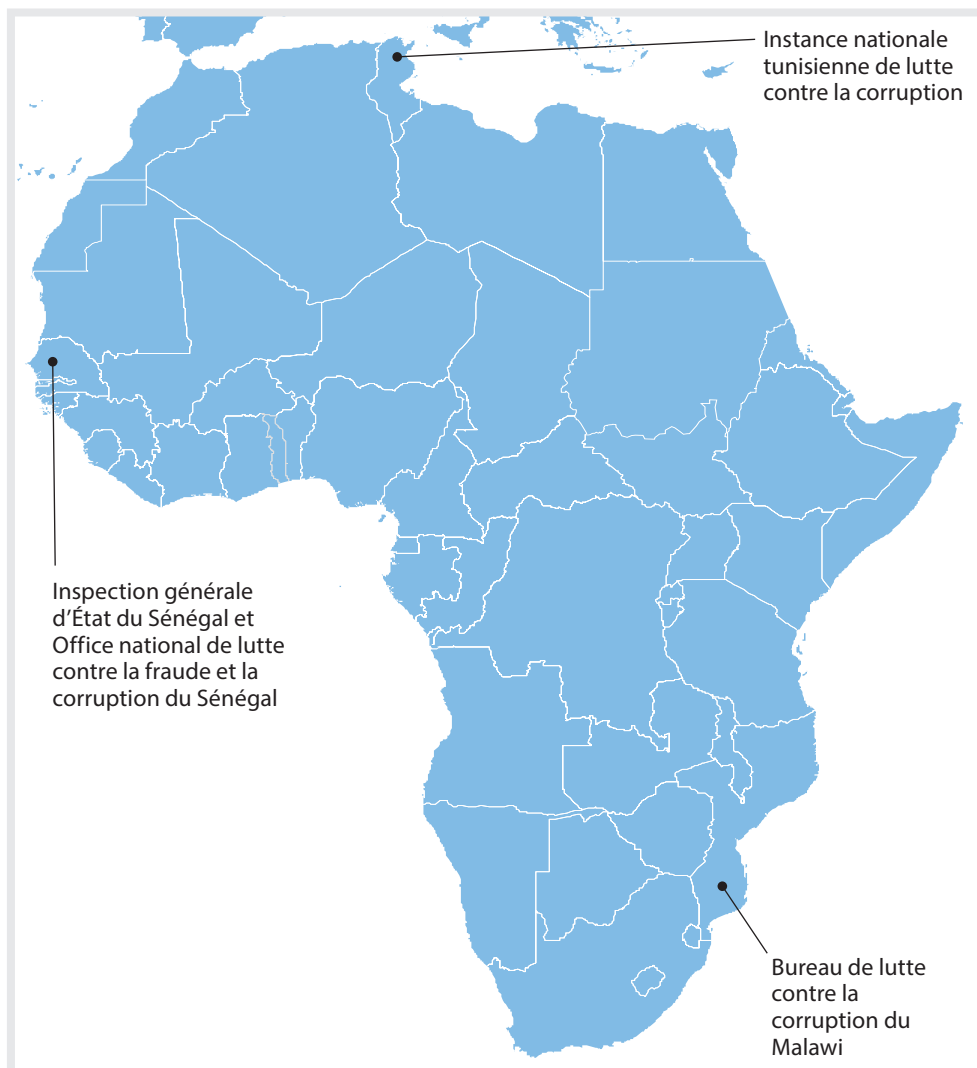 Instance nationale
tunisienne de lutte
contre la corruption
Inspection générale
d’État du Sénégal et
Office national de lutte
contre la fraude et la
corruption du Sénégal
Bureau de lutte
contre la
corruption du
Malawi